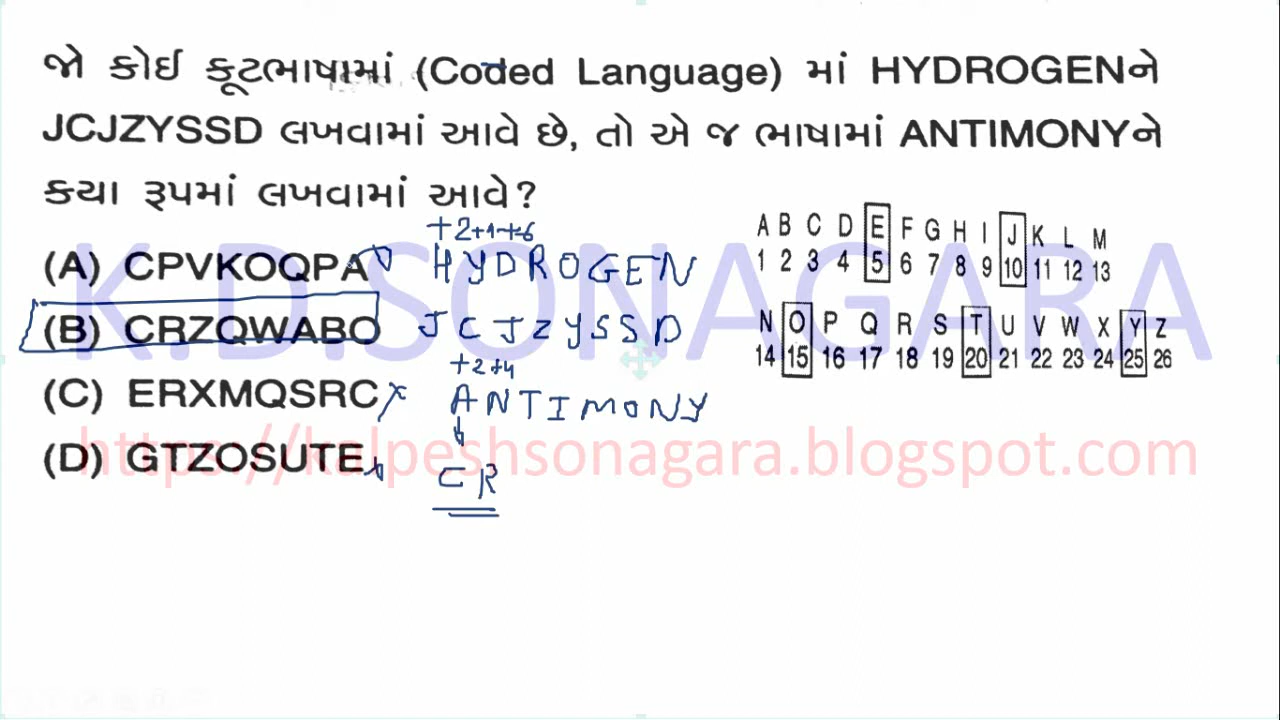 જો કોઈ કૂટભાષામાં (Coded Language) માં HYDROGENને
JCJZYSSD લખવામાં આવે છે, તો એ જ ભાષામાં ANTIMONYને
કયા રૂપમાં લખવામાં આવે?
(A) CPVKOQPA
(B) CRZQWABO
(C) ERXMQSRC
(D) GTZOSUTE
+2+4+6
HYDROGEN
JCJZYSSD
+2+4
ANTIMONY
CR
A B C D E F G H I J K L M
1 2 3 4 5 6 7 8 9 10 11 12 13
N O P Q R S T U V W X Y Z
14 15 16 17 18 19 20 21 22 23 24 25 26
K.D.SONAGARA
https://kalpeshsonagara.blogspot.com